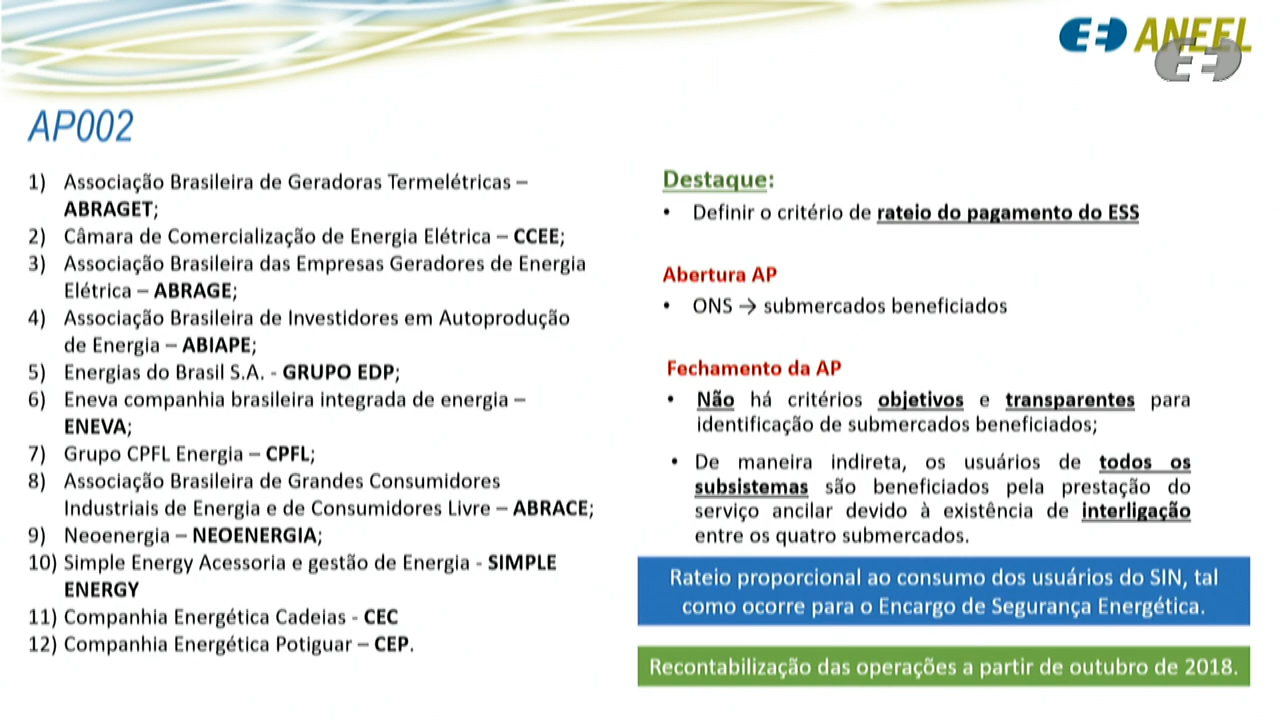 ANEEL
AP002
1) Associação Brasileira de Geradoras Termelétricas –
ABRAGET;
2) Câmara de Comercialização de Energia Elétrica – CCEE;
3) Associação Brasileira das Empresas Geradores de Energia
Elétrica – ABRAGE;
4) Associação Brasileira de Investidores em Autoprodução
de Energia – ABIAPE;
5) Energias do Brasil S.A. - GRUPO EDP;
6) Eneva companhia brasileira integrada de energia –
ENEVA;
7) Grupo CPFL Energia – CPFL;
8) Associação Brasileira de Grandes Consumidores
Industriais de Energia e de Consumidores Livre – ABRACE;
9) Neoenergia – NEOENERGIA;
10) Simple Energy Acessoria e gestão de Energia - SIMPLE
ENERGY
11) Companhia Energética Cadeias - CEC
12) Companhia Energética Potiguar – CEP.
Destaque:
• Definir o critério de rateio do pagamento do ESS
Abertura AP
• ONS → submercados beneficiados
Fechamento da AP
• Não há critérios objetivos e transparentes para
identificação de submercados beneficiados;
• De maneira indireta, os usuários de todos os
subsistemas são beneficiados pela prestação do
serviço ancilar devido à existência de interligação
entre os quatro submercados.
Rateio proporcional ao consumo dos usuários do SIN, tal
como ocorre para o Encargo de Segurança Energética.
Recontabilização das operações a partir de outubro de 2018.